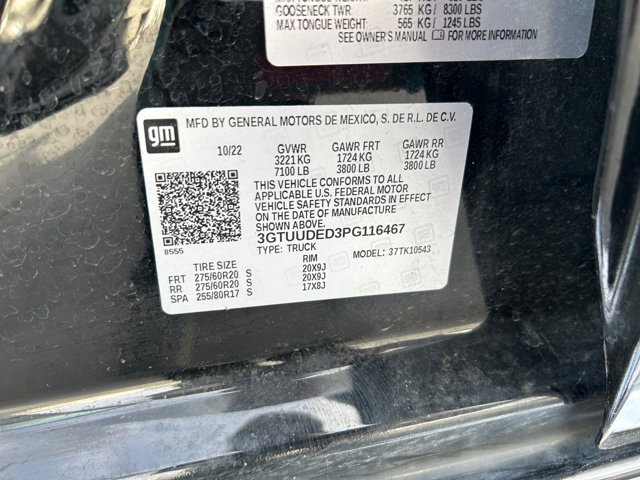 GOOSENECK TWR: 3765 KG / 8300 LBS
MAX TONGUE WEIGHT: 565 KG / 1245 LBS
SEE OWNER'S MANUAL FOR MORE INFORMATION
gm
MFD BY GENERAL MOTORS DE MEXICO, S. DE R.L. DE C.V.
10/22 GVWR GAWR FRT GAWR RR
3221 KG 1724 KG 1724 KG
7100 LB 3800 LB 3800 LB
THIS VEHICLE CONFORMS TO ALL
APPLICABLE U.S. FEDERAL MOTOR
VEHICLE SAFETY STANDARDS IN EFFECT
ON THE DATE OF MANUFACTURE
3GTUUDED3PG116467
8555 TYPE: TRUCK MODEL: 37TK10543
TIRE SIZE RIM
FRT 275/60R20 S 20X9J
RR 275/60R20 S 20X9J
SPA 255/80R17 S 17X8J